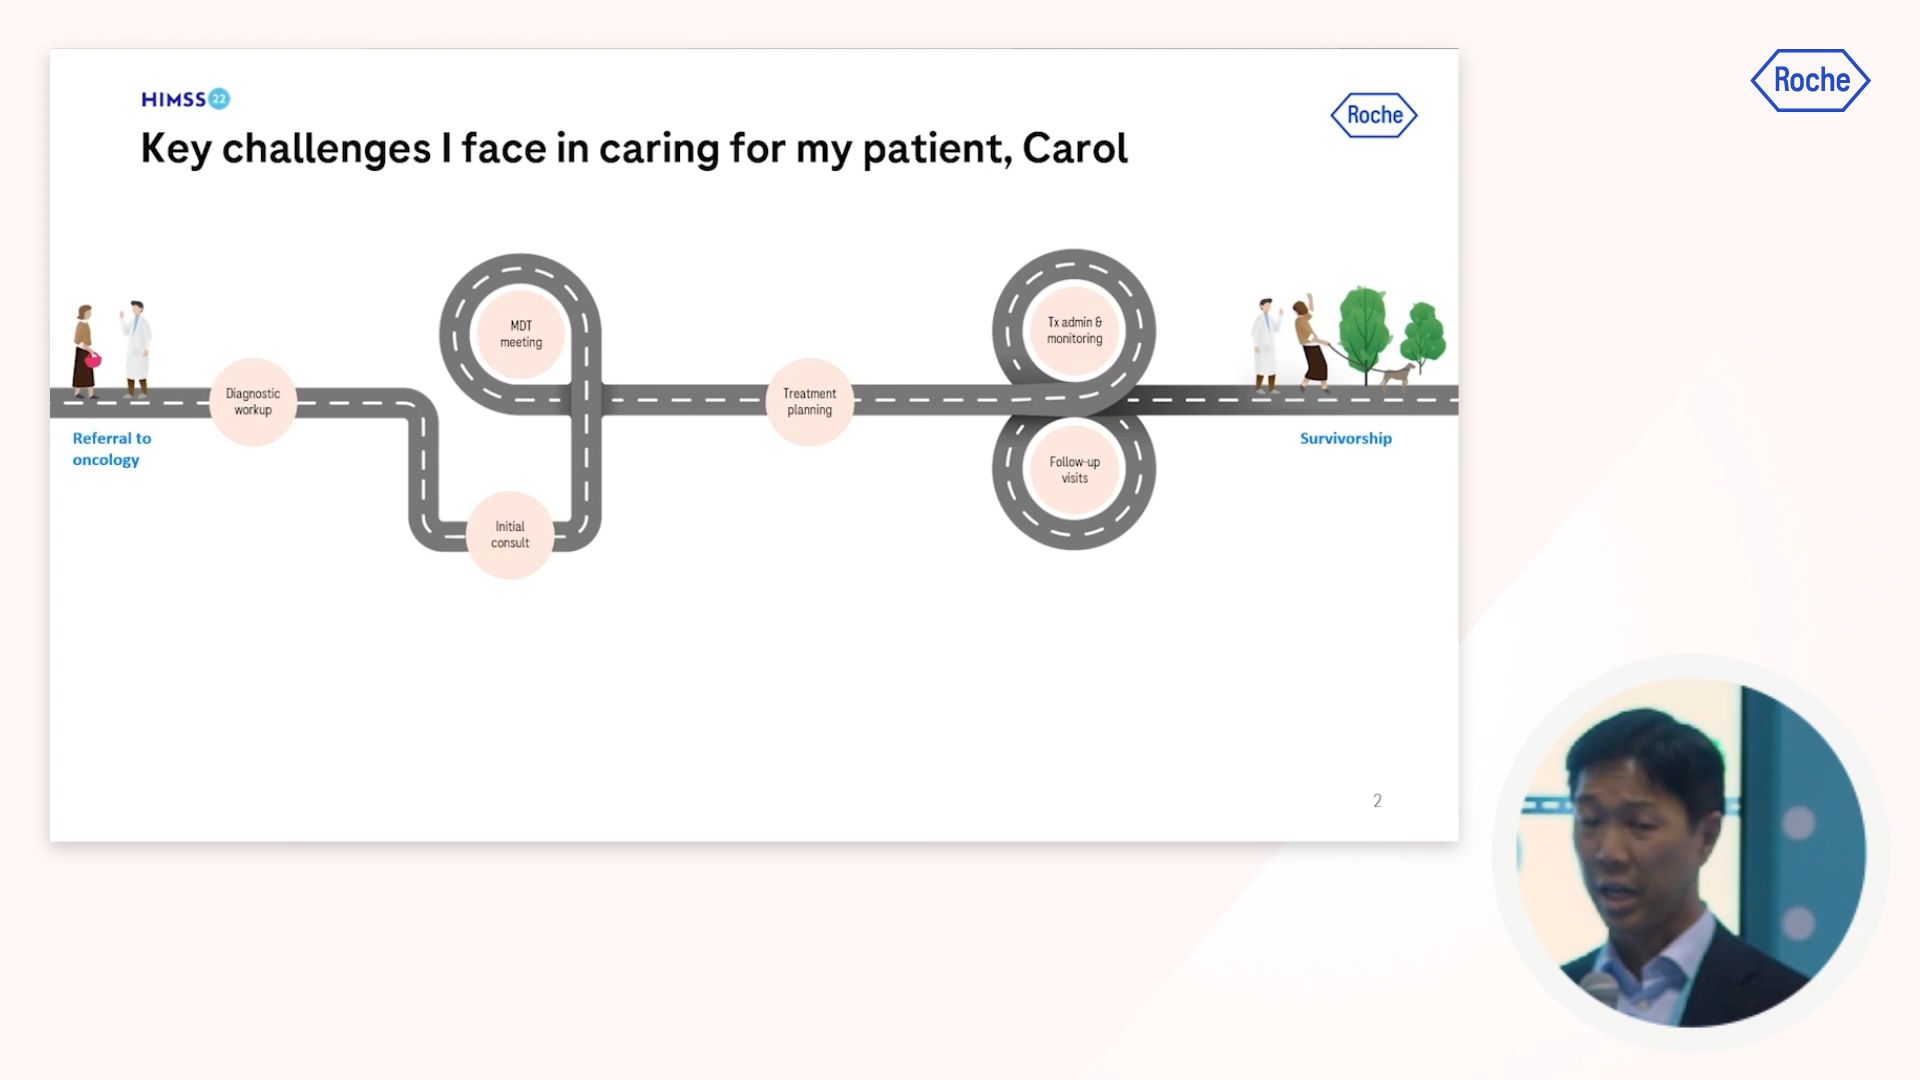 Roche
HIMSS 22
Roche
Key challenges I face in caring for my patient, Carol
MDT
meeting
Tx admin &
monitoring
Diagnostic
workup
Treatment
planning
Referral to
oncology
Survivorship
Follow-up
visits
Initial
consult
2